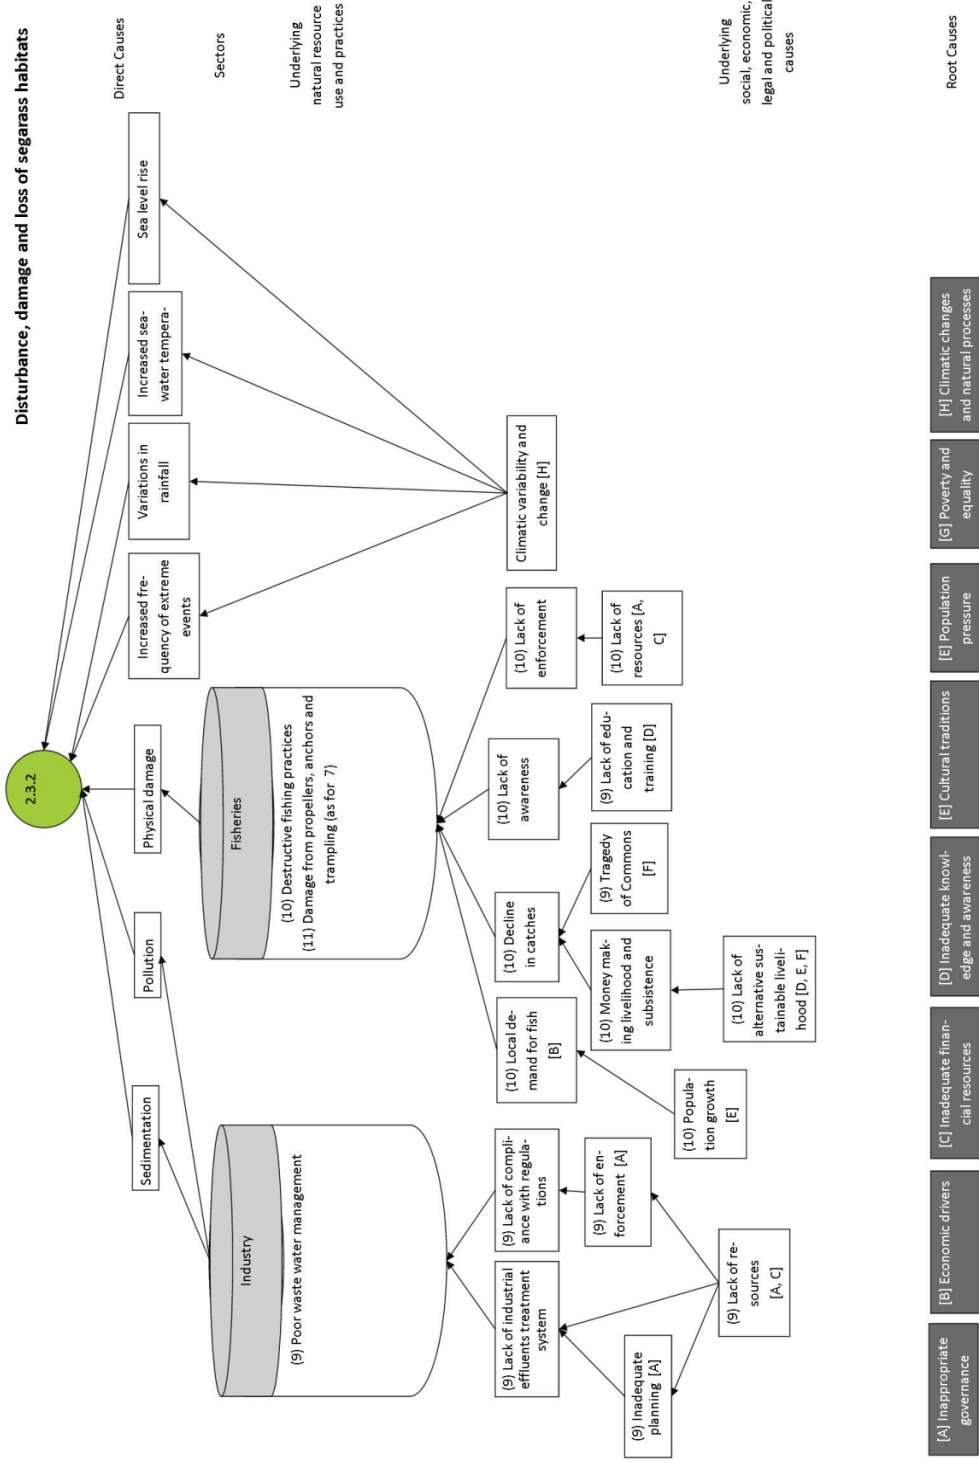 Disturbance, damage and loss of segarass habitats
2.3.2
Direct Causes
Sedimentation
Pollution
Physical damage
Increased fre-
quency of extreme
events
Variations in
rainfall
Increased sea-
water tempera-
Sea level rise
Sectors
Industry
Fisheries
Underlying
natural resource
use and practices
(9) Poor waste water management
(10) Destructive fishing practices
(11) Damage from propellers, anchors and
trampling (as for 7)
Underlying
social, economic,
legal and political
causes
(9) Lack of industrial
effluents treatment
system
(9) Lack of compli-
ance with regula-
tions
(10) Local de-
mand for fish
[B]
(10) Decline
in catches
(10) Lack of
awareness
(10) Lack of
enforcement
Climatic variability and
change [H]
(9) Inadequate
planning [A]
(9) Lack of en-
forcement [A]
(10) Money mak-
ing livelihood and
subsistence
(9) Tragedy
of Commons
[F]
(9) Lack of edu-
cation and
training [D]
(10) Lack of
resources [A,
C]
(9) Lack of re-
sources
[A, C]
(10) Popula-
tion growth
[E]
(10) Lack of
alternative sus-
tainable liveli-
hood [D, E, F]
Root Causes
[A] Inappropriate
governance
[B] Economic drivers
[C] Inadequate finan-
cial resources
[D] Inadequate knowl-
edge and awareness
[E] Cultural traditions
[E] Population
pressure
[G] Poverty and
equality
[H] Climatic changes
and natural processes